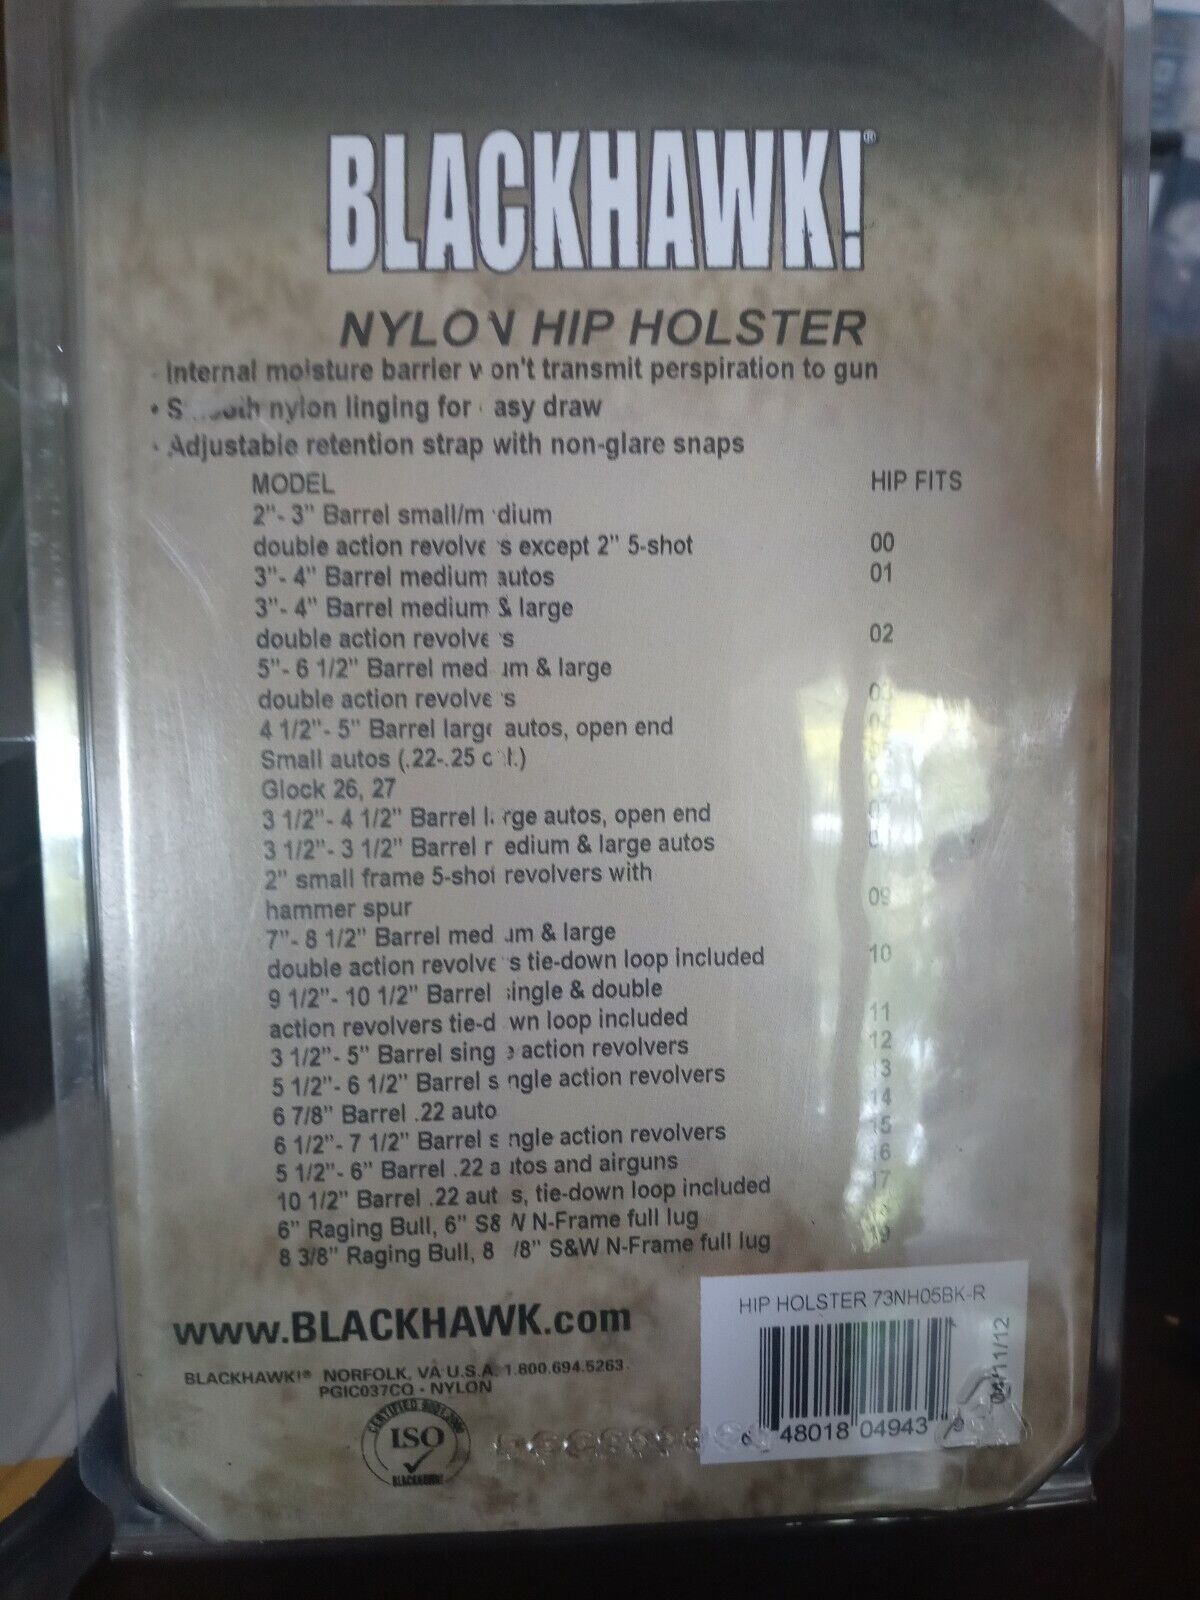 BLACKHAWK!®
NYLON HIP HOLSTER
· Internal moisture barrier won't transmit perspiration to gun
• Smooth nylon linging for easy draw
· Adjustable retention strap with non-glare snaps
MODEL HIP FITS
2"- 3" Barrel small/medium
double action revolvers except 2" 5-shot 00
3"- 4" Barrel medium autos 01
3"- 4" Barrel medium & large
double action revolvers 02
5"- 6 1/2" Barrel medium & large
double action revolvers 03
4 1/2"- 5" Barrel large autos, open end
Small autos (.22-.25 cal.)
Glock 26, 27
3 1/2"- 4 1/2" Barrel large autos, open end
3 1/2"- 3 1/2" Barrel medium & large autos
2" small frame 5-shot revolvers with
hammer spur 09
7"- 8 1/2" Barrel medium & large
double action revolvers tie-down loop included 10
9 1/2"- 10 1/2" Barrel single & double
action revolvers tie-down loop included 11
3 1/2"- 5" Barrel single action revolvers 12
5 1/2"- 6 1/2" Barrel single action revolvers 13
6 7/8" Barrel .22 auto 14
6 1/2"- 7 1/2" Barrel single action revolvers 15
5 1/2"- 6" Barrel .22 autos and airguns 16
10 1/2" Barrel .22 autos, tie-down loop included 17
6" Raging Bull, 6" S&W N-Frame full lug
8 3/8" Raging Bull, 8 /8" S&W N-Frame full lug 19
www.BLACKHAWK.com
BLACKHAWK!® NORFOLK, VA U.S.A. 1.800.694.5263
PGIC037CO - NYLON
CERTIFIED
ISO
BLACKHAWK!
HIP HOLSTER 73NH05BK-R
6 48018 04943 9
04/11/12